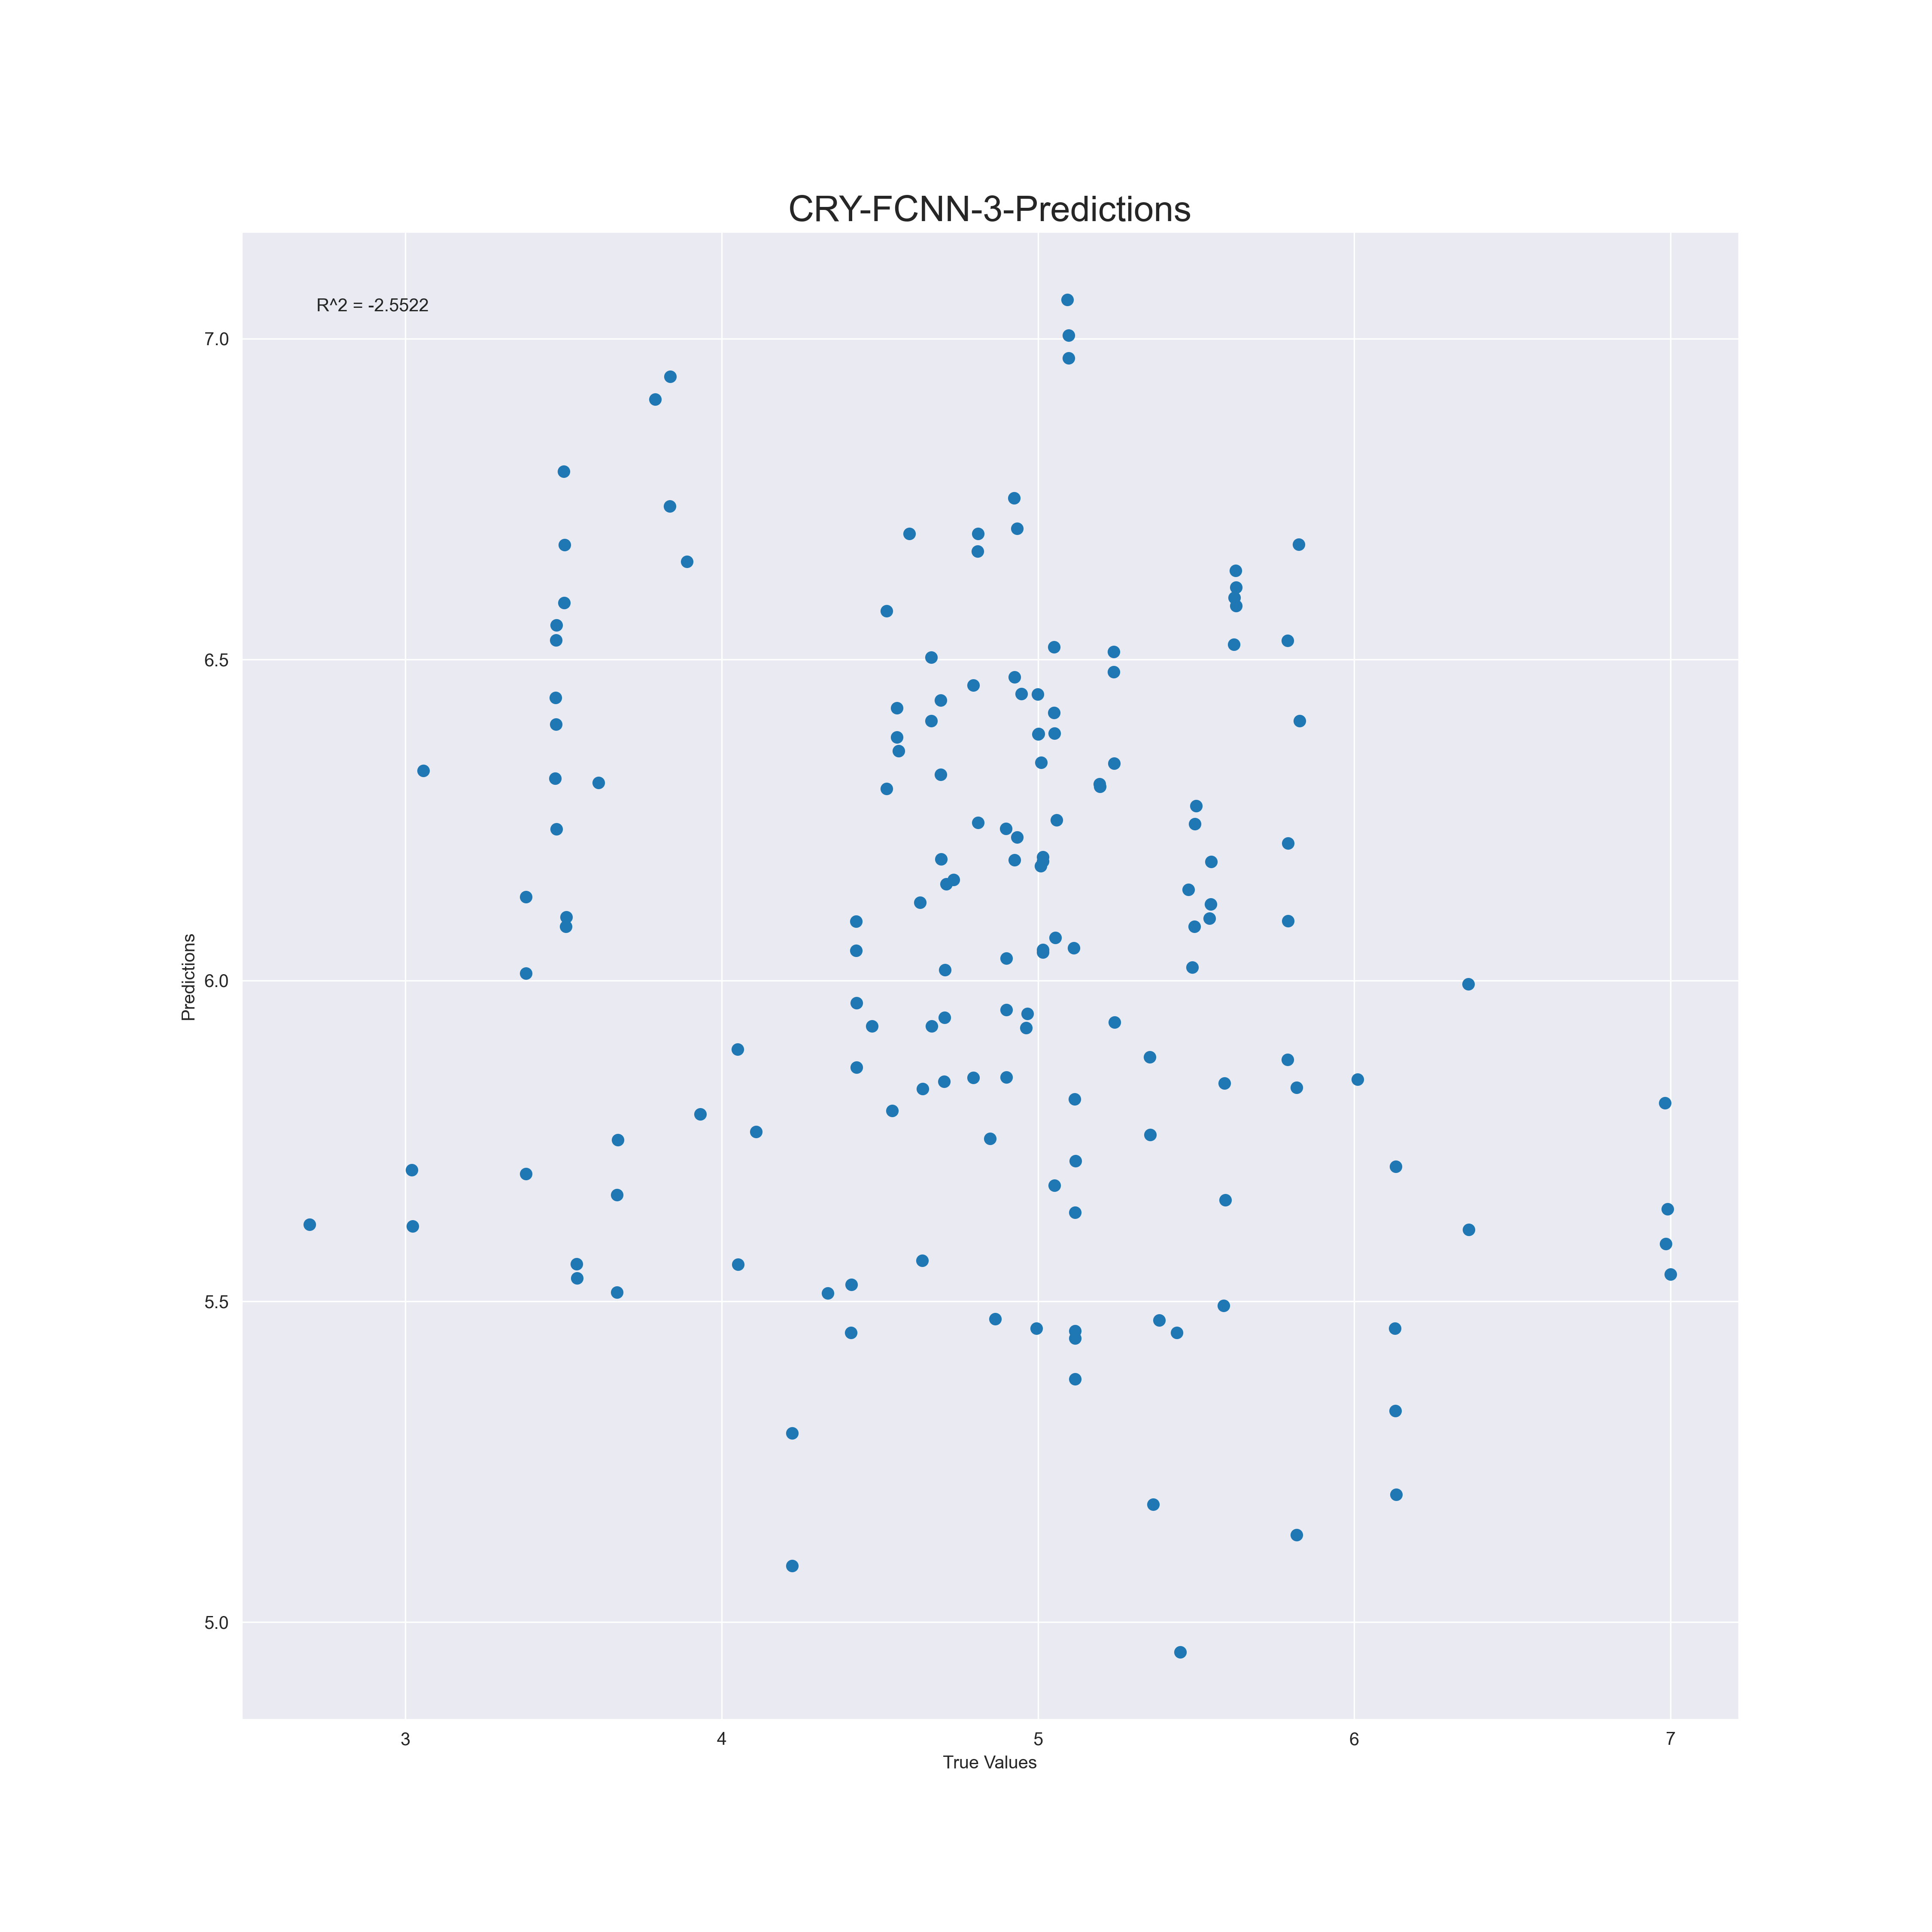 CRY-FCNN-3-Predictions
R^2 = -2.5522
7.0
6.5
6.0
5.5
5.0
Predictions
3 4 5 6 7
True Values